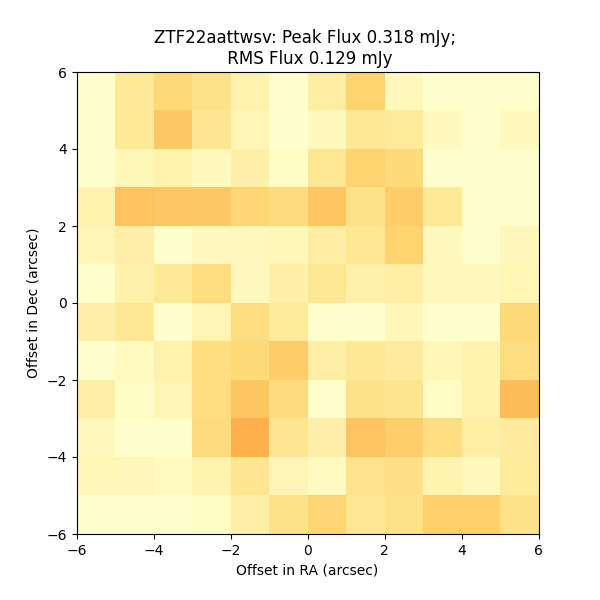 ZTF22aattwsv: Peak Flux 0.318 mJy;
RMS Flux 0.129 mJy
6
4
2
0
−2
−4
−6
Offset in Dec (arcsec)
−6 −4 −2 0 2 4 6
Offset in RA (arcsec)